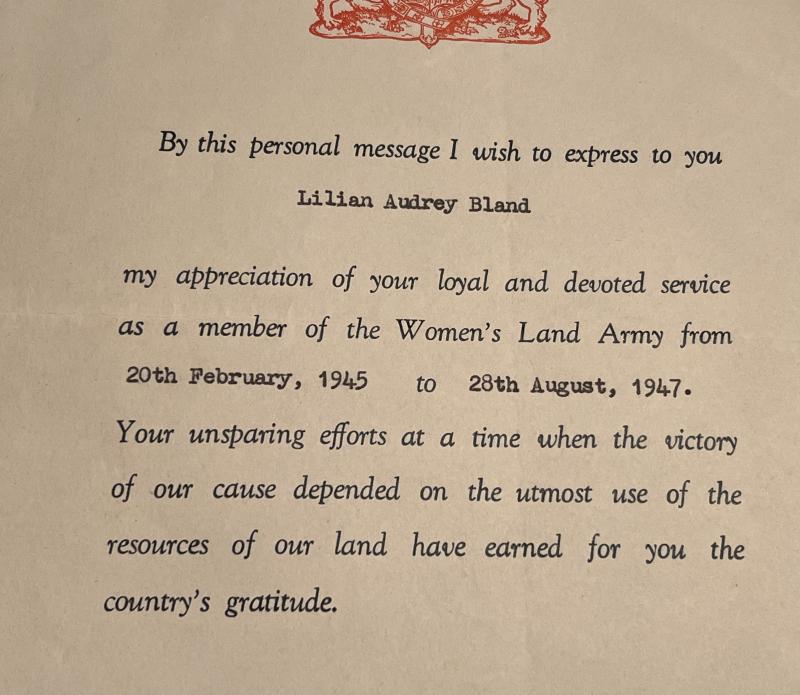 By this personal message I wish to express to you
Lilian Audrey Bland
my appreciation of your loyal and devoted service
as a member of the Women's Land Army from
20th February, 1945 to 28th August, 1947.
Your unsparing efforts at a time when the victory
of our cause depended on the utmost use of the
resources of our land have earned for you the
country's gratitude.